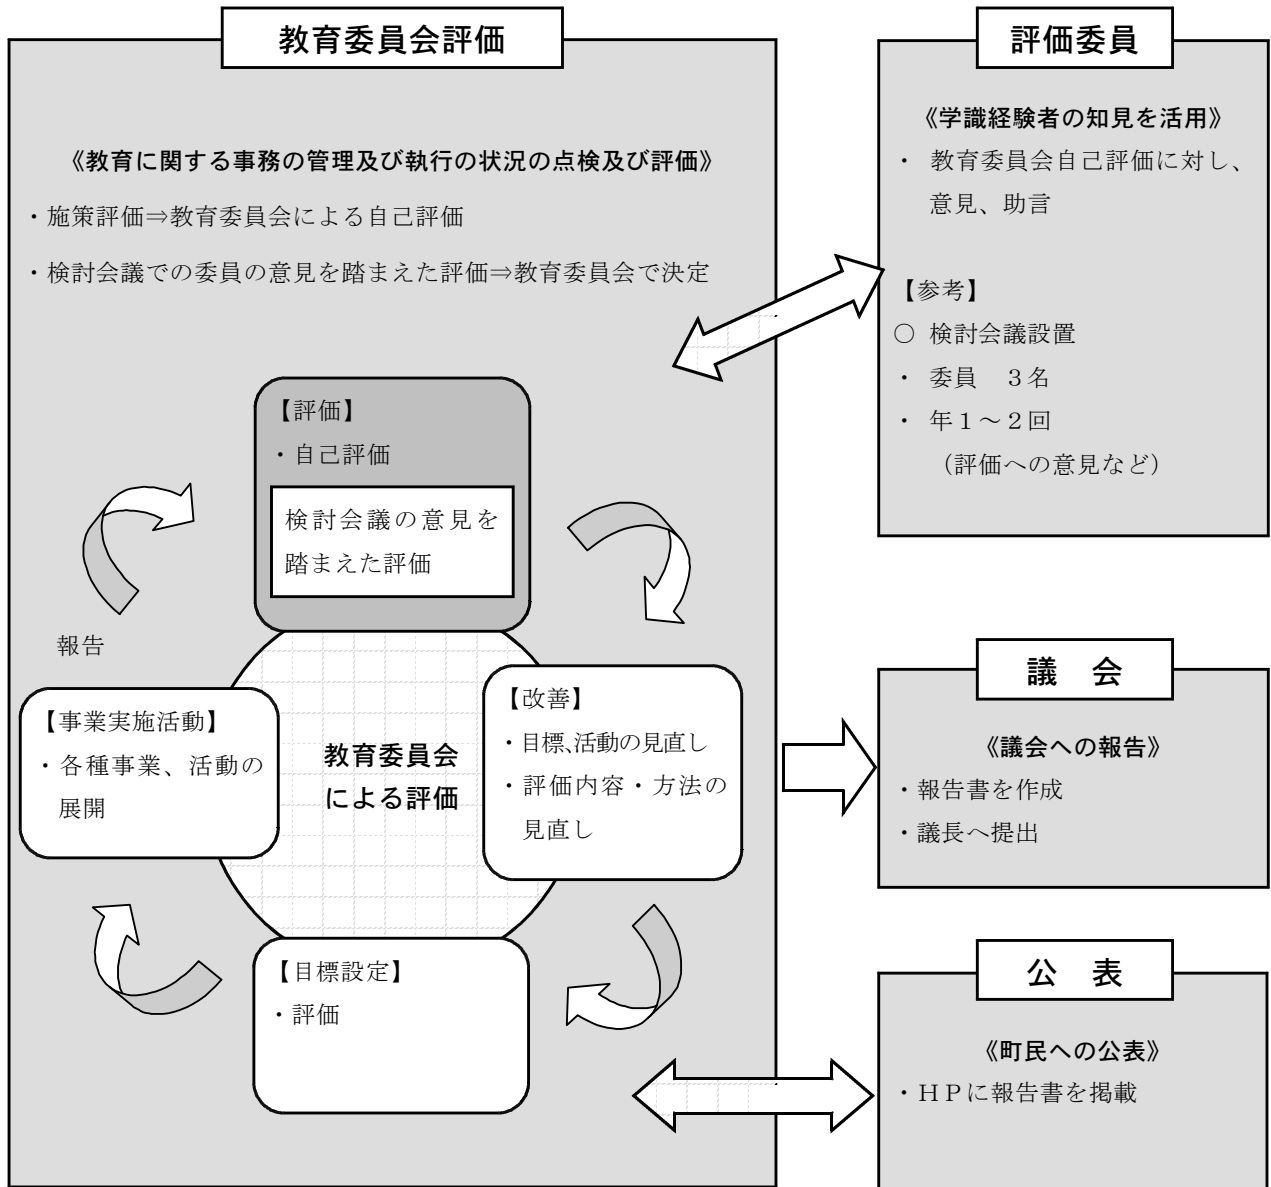 教育委員会評価
《教育に関する事務の管理及び執行の状況の点検及び評価》
・施策評価⇒教育委員会による自己評価
・検討会議での委員の意見を踏まえた評価⇒教育委員会で決定
【評価】
・自己評価
検討会議の意見を
踏まえた評価
報告
【事業実施活動】
・各種事業、活動の
展開
教育委員会
による評価
【改善】
・目標、活動の見直し
・評価内容・方法の
見直し
【目標設定】
・評価
評価委員
《学識経験者の知見を活用》
・ 教育委員会自己評価に対し、
意見、助言
【参考】
○ 検討会議設置
・ 委員　３名
・ 年１～２回
（評価への意見など）
議　会
《議会への報告》
・報告書を作成
・議長へ提出
公　表
《町民への公表》
・ＨＰに報告書を掲載